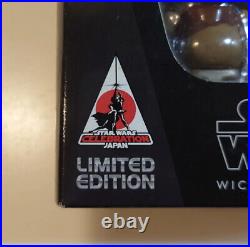 STAR WARS
CELEBRATION
JAPAN
LIMITED
EDITION
W
WIC